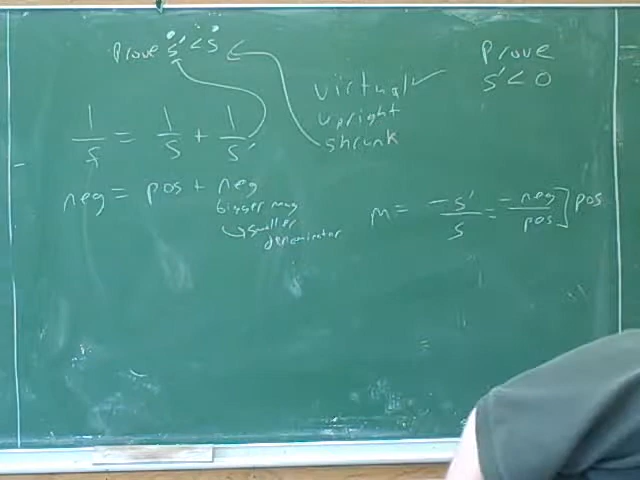 Prove s' < s
Prove
s' < 0
virtual ✓
upright
shrunk
1/f = 1/s + 1/s'
neg = pos + neg
bigger mag
↳ smaller
denominator
m = -s'/s = -neg/pos ] pos